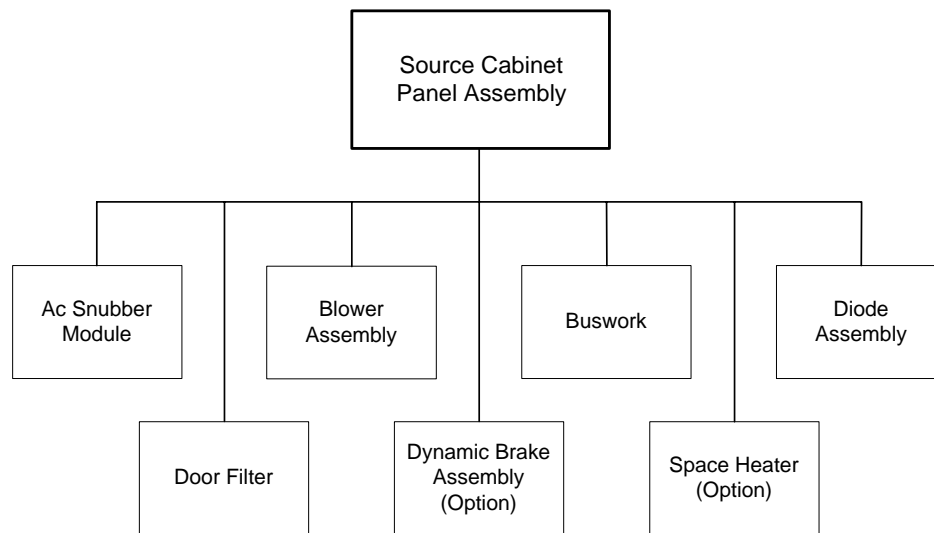 Source Cabinet
Panel Assembly
Ac Snubber
Module
Blower
Assembly
Buswork
Diode
Assembly
Door Filter
Dynamic Brake
Assembly
(Option)
Space Heater
(Option)